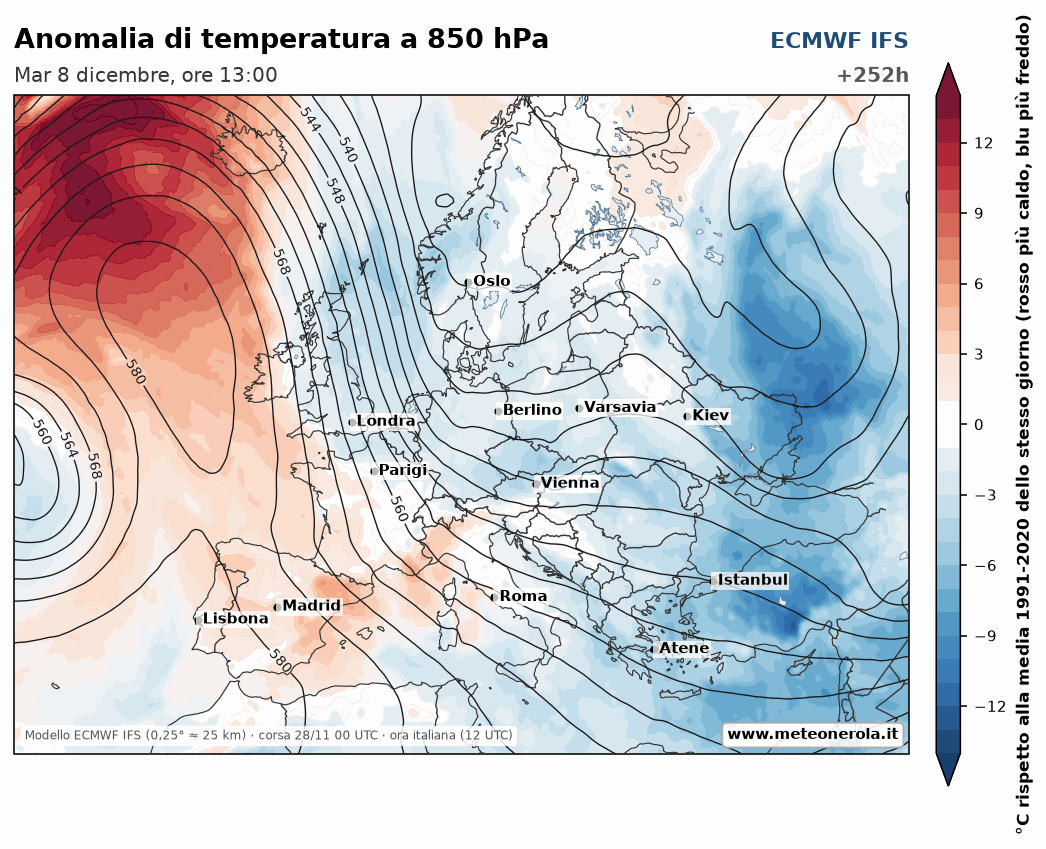 Anomalia di temperatura a 850 hPa
ECMWF IFS
Mar 8 dicembre, ore 13:00
+252h
544
540
548
568
580
560
564
568
560
580
Oslo
Londra
Berlino
Varsavia
Kiev
Parigi
Vienna
Istanbul
Roma
Madrid
Lisbona
Atene
Modello ECMWF IFS (0,25° ≈ 25 km) · corsa 28/11 00 UTC · ora italiana (12 UTC)
www.meteonerola.it
12
9
6
3
0
−3
−6
−9
−12
°C rispetto alla media 1991-2020 dello stesso giorno (rosso più caldo, blu più freddo)